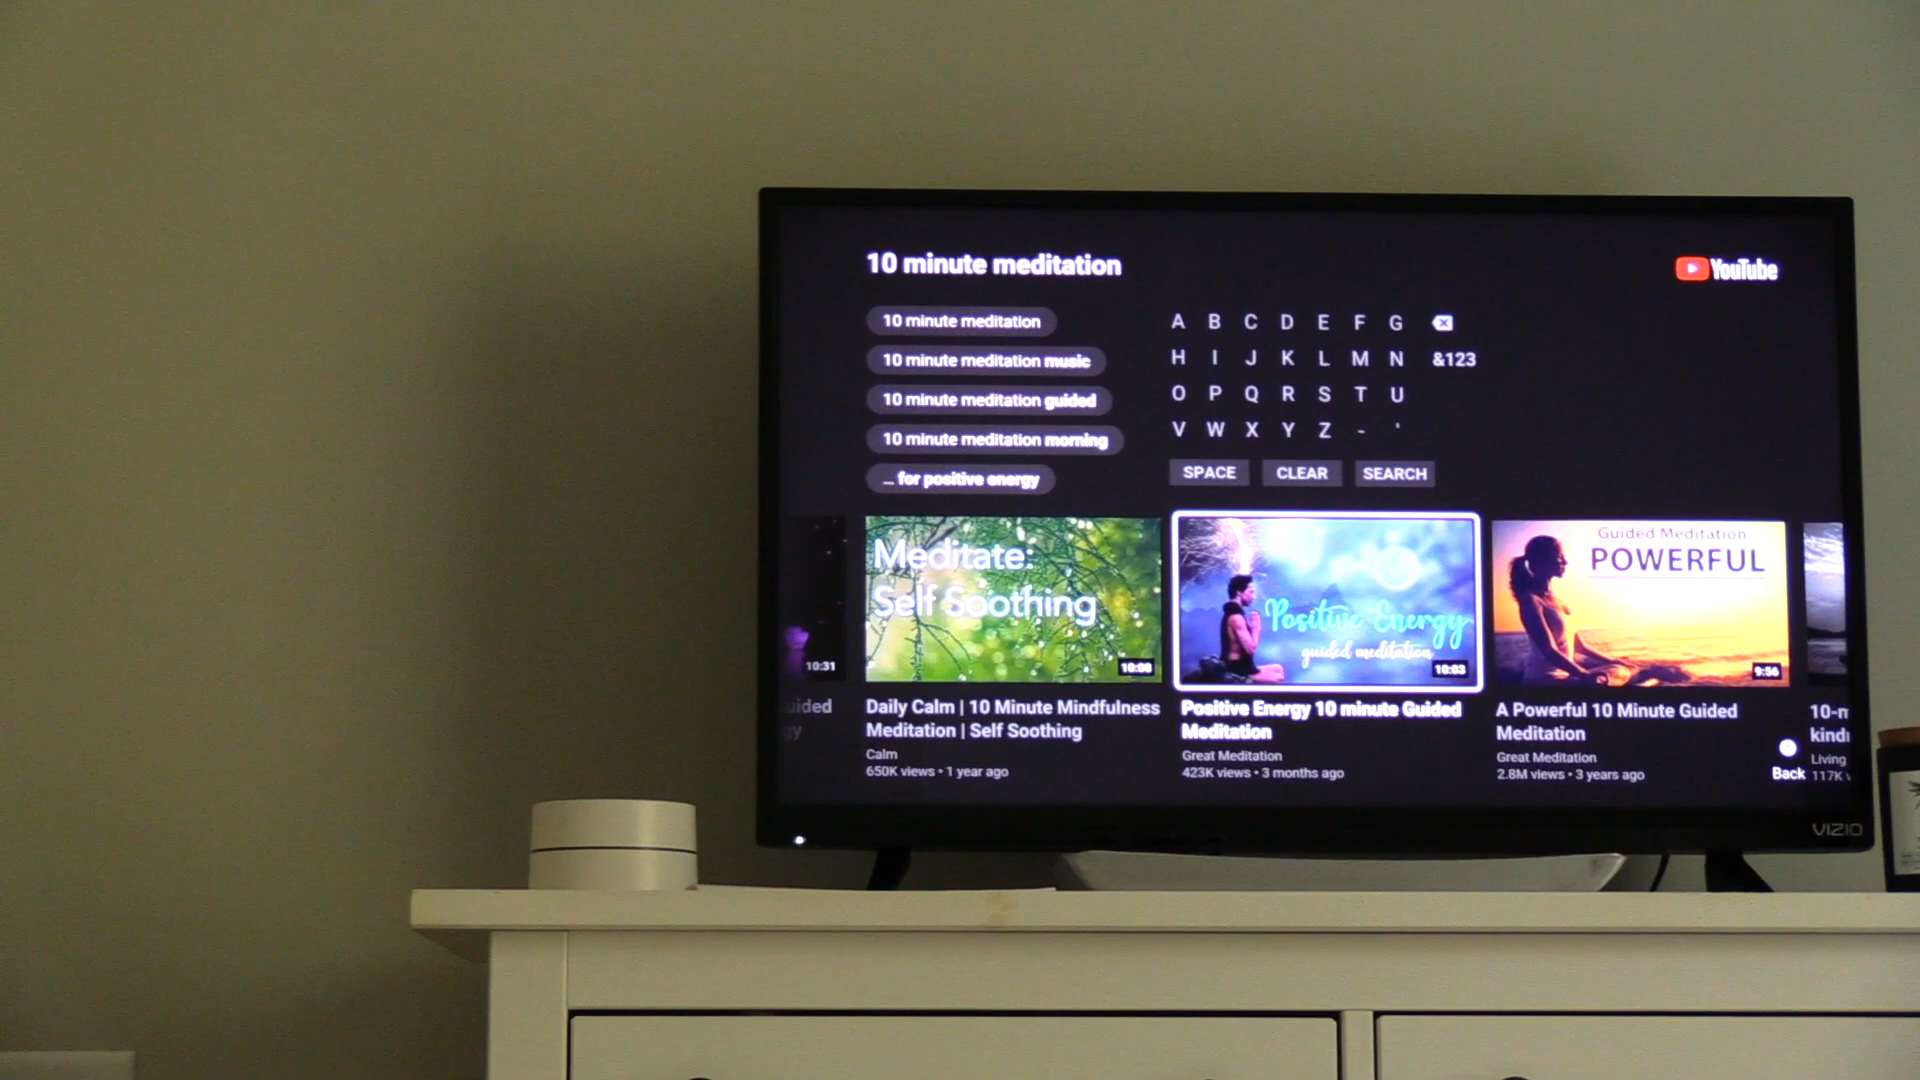 10 minute meditation
YouTube
10 minute meditation
10 minute meditation music
10 minute meditation guided
10 minute meditation morning
... for positive energy
A B C D E F G
H I J K L M N &123
O P Q R S T U
V W X Y Z - '
SPACE CLEAR SEARCH
10:31
Meditate:
Self Soothing
10:08
Daily Calm | 10 Minute Mindfulness
Meditation | Self Soothing
Calm
650K views • 1 year ago
Positive Energy
guided meditation
10:03
Positive Energy 10 minute Guided
Meditation
Great Meditation
423K views • 3 months ago
Guided Meditation
POWERFUL
9:56
A Powerful 10 Minute Guided
Meditation
Great Meditation
2.8M views • 3 years ago
Living
117K
Back
VIZIO